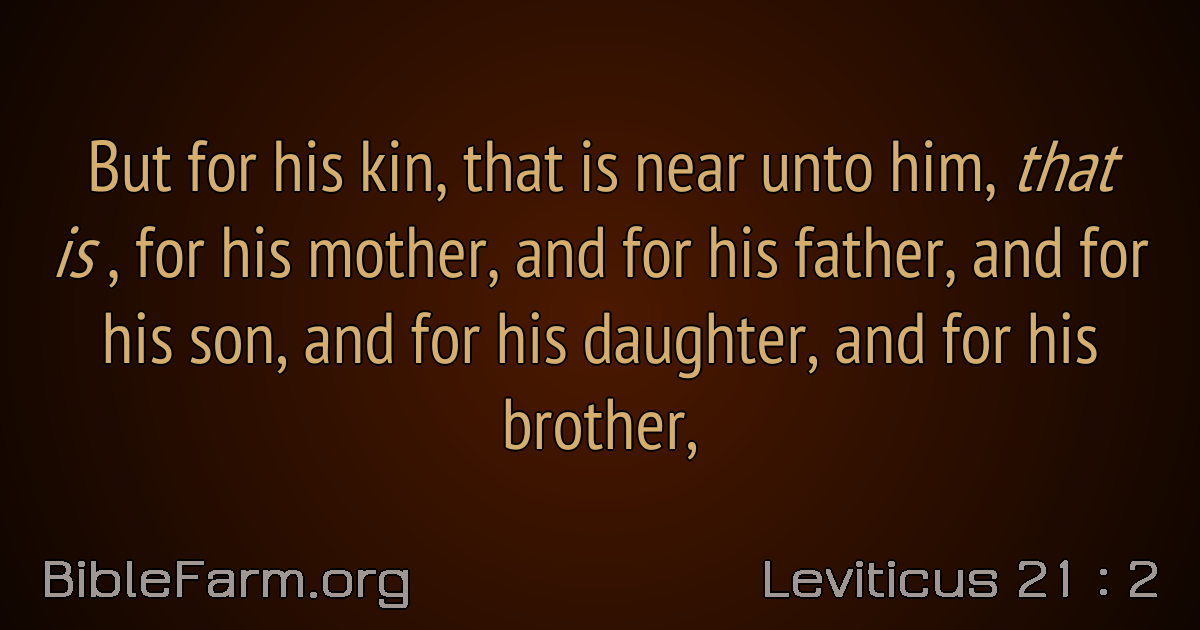 But for his kin, that is near unto him, that
is , for his mother, and for his father, and for
his son, and for his daughter, and for his
brother,
BibleFarm.org
Leviticus 21 : 2